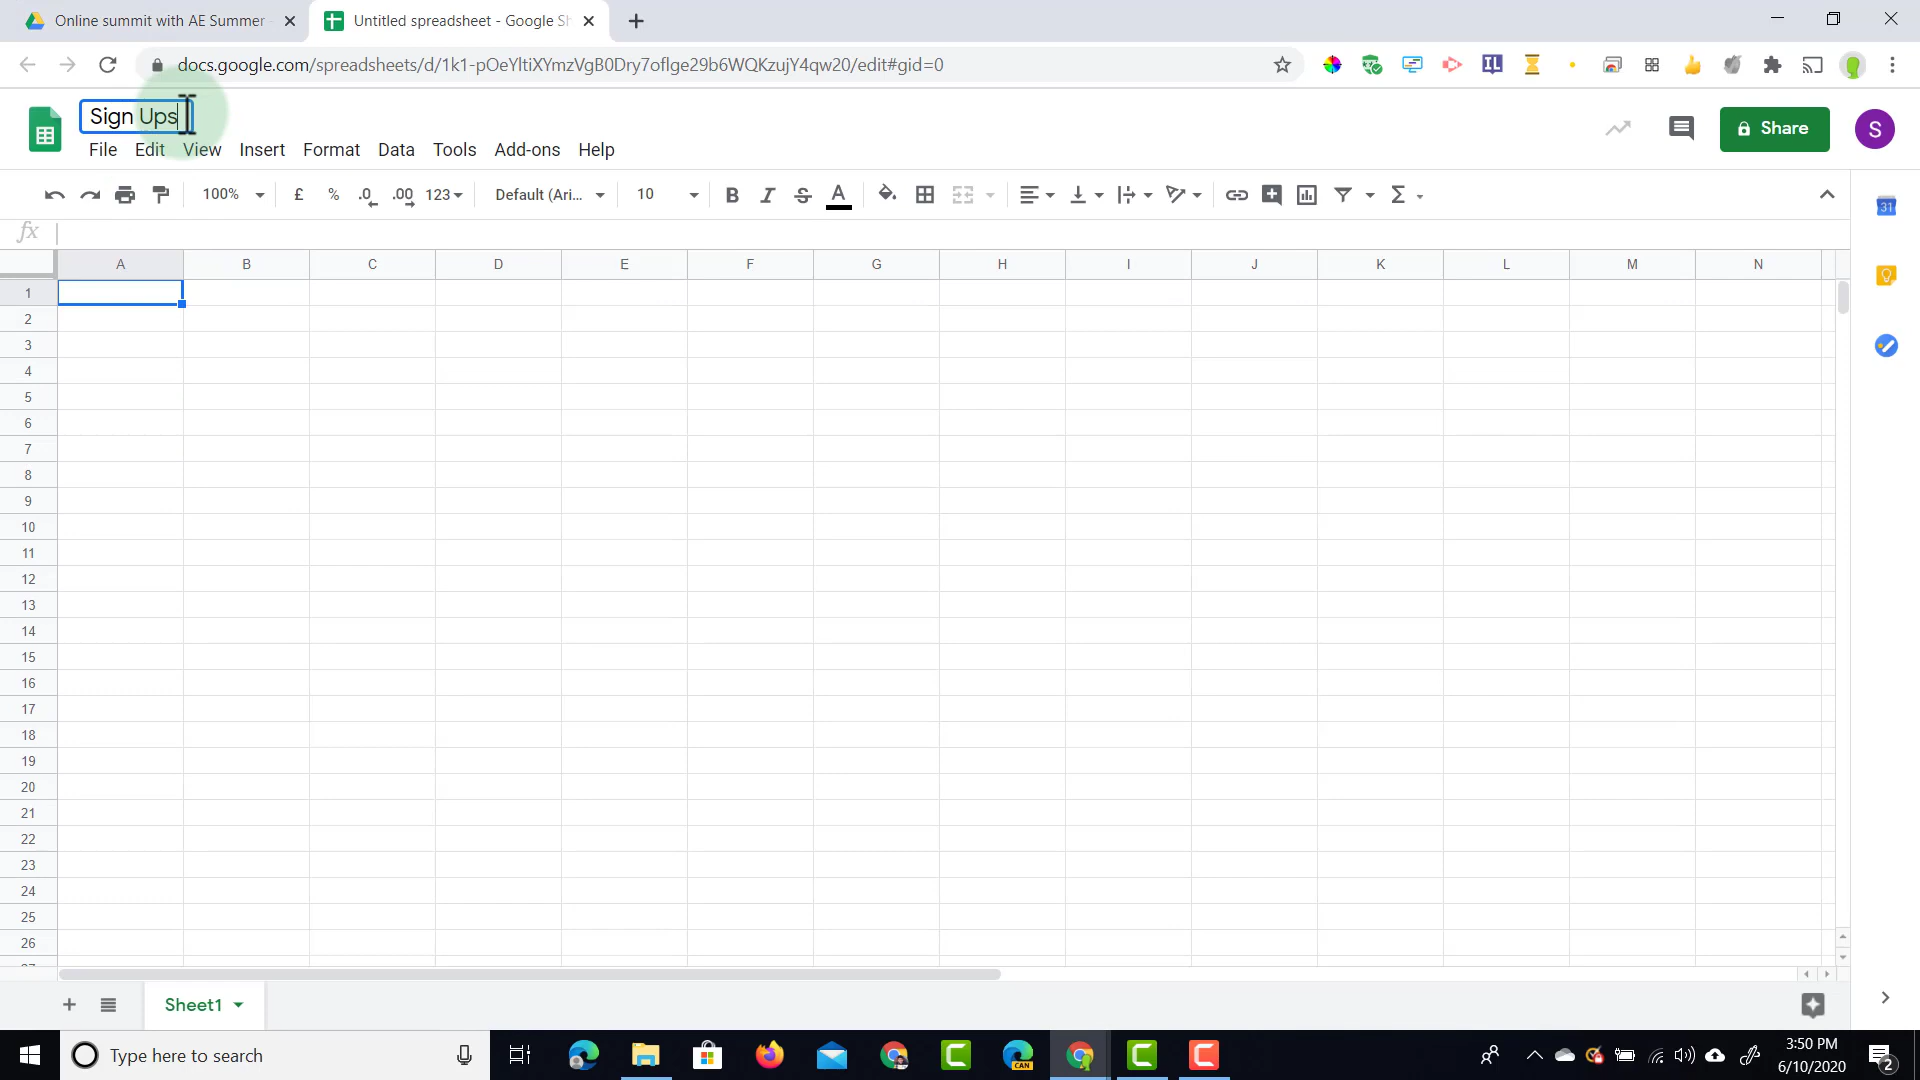 Online summit with AE Summer
Untitled spreadsheet - Google Sh
docs.google.com/spreadsheets/d/1k1-pOeYltiXYmzVgB0Dry7oflge29b6WQKzujY4qw20/edit#gid=0
IL
Sign Ups
File Edit View Insert Format Data Tools Add-ons Help
Share
S
100% £ % .0 .00 123 Default (Ari... 10 B I S A Σ
31
fx
A B C D E F G H I J K L M N
1
2
3
4
5
6
7
8
9
10
11
12
13
14
15
16
17
18
19
20
21
22
23
24
25
26
+ Sheet1
Type here to search
CAN
3:50 PM
6/10/2020
2